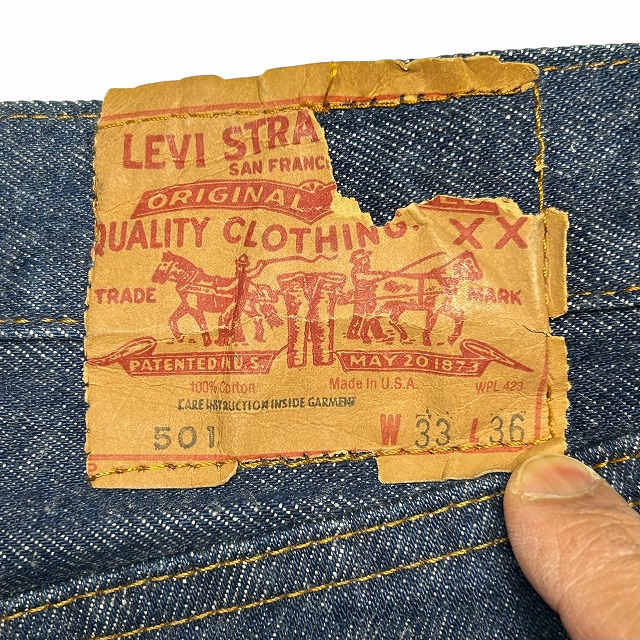 LEVI STRA
SAN FRANC
ORIGINAL
QUALITY CLOTHING XX
TRADE MARK
PATENTED IN U.S. MAY 20 1873
100% Cotton Made in U.S.A. WPL 423
CARE INSTRUCTION INSIDE GARMENT
501 W 33 L 36